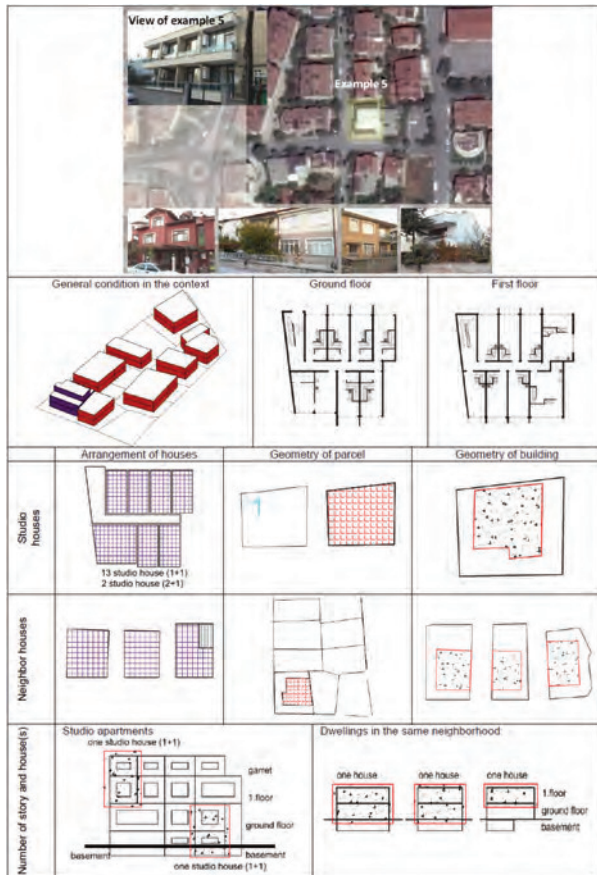 View of example 5
Example 5
General condition in the context
Ground floor
First floor
Arrangement of houses
Geometry of parcel
Geometry of building
Studio houses
13 studio house (1+1)
2 studio house (2+1)
Neighbor houses
Number of story and house(s)
Studio apartments
one studio house (1+1)
garret
1.floor
ground floor
basement
basement
one studio house (1+1)
Dwellings in the same neighborhood
one house
one house
one house
1.floor
ground floor
basement